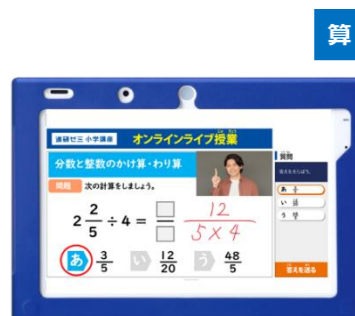 算
進研ゼミ 小学講座 オンラインライブ授業
分数と整数のかけ算・わり算
問題 次の計算をしましょう。
2 2/5 ÷ 4 = □/□ 12/5×4
あ 3/5 い 12/20 う 48/5
質問
あ
い
う
答えを送る